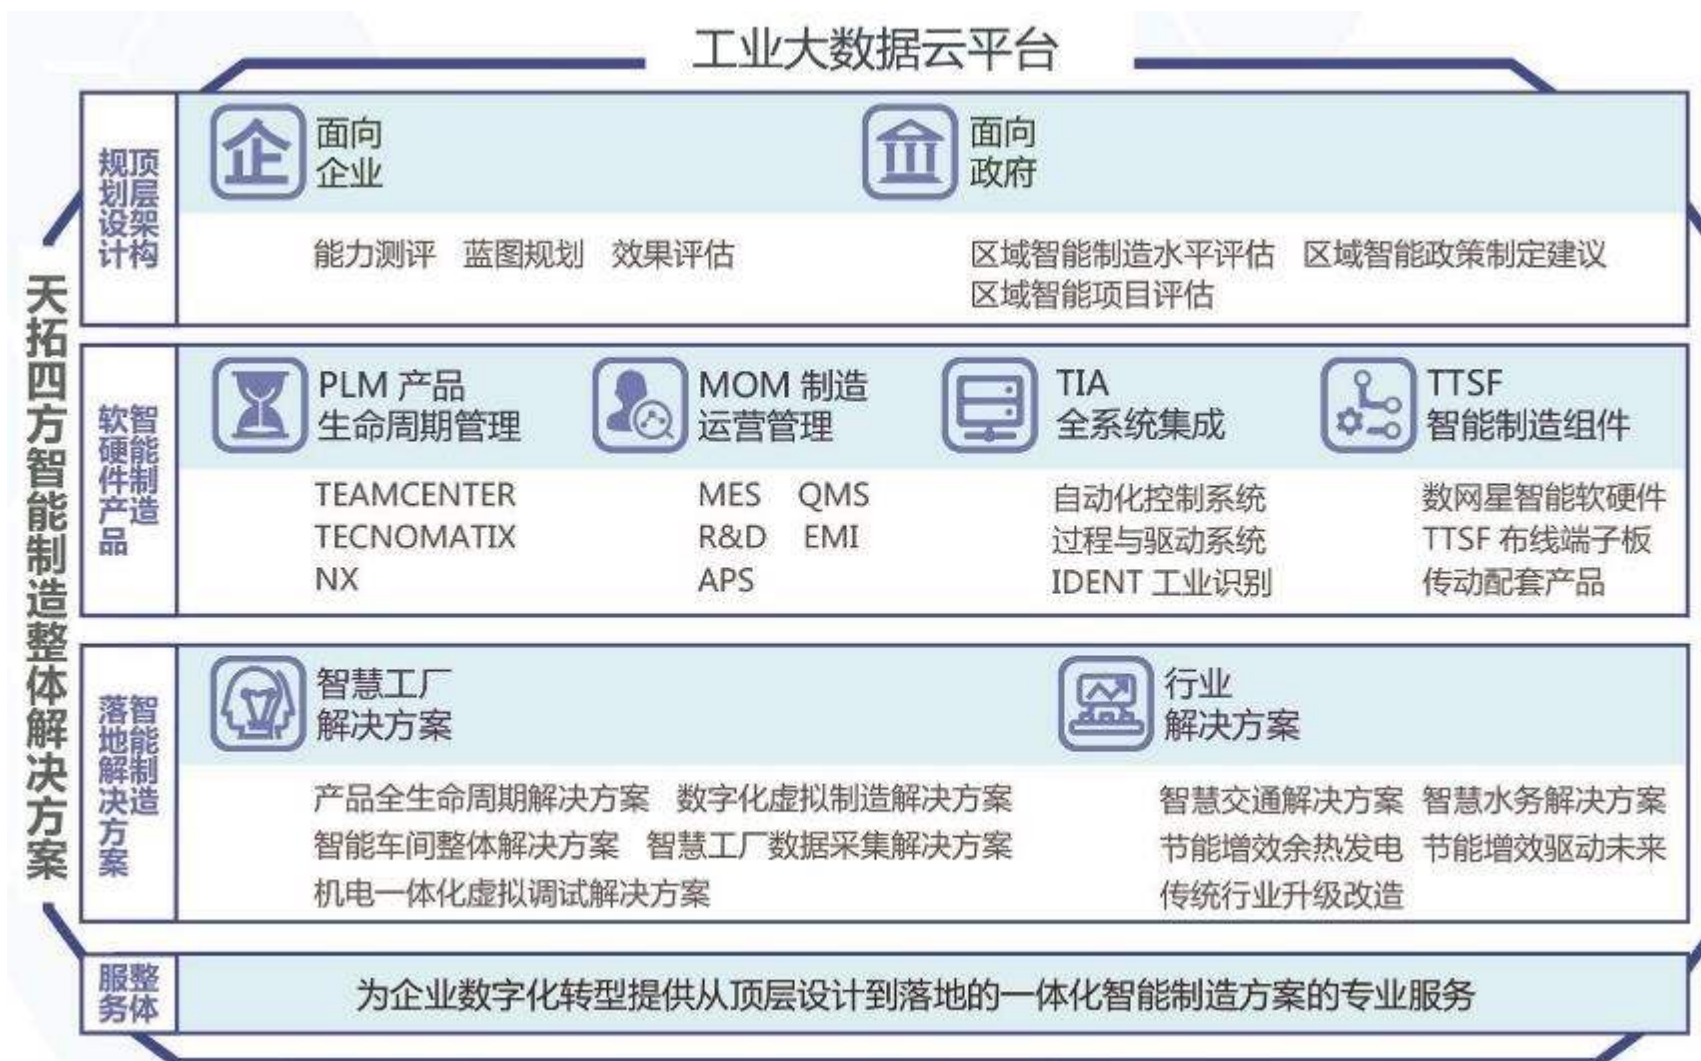 工业大数据云平台
天拓四方智能制造整体解决方案
顶层架构
规划设计
面向
企业
面向
政府
能力测评 蓝图规划 效果评估
区域智能制造水平评估 区域智能政策制定建议
区域智能项目评估
智能制造
软硬件产品
PLM 产品
生命周期管理
MOM 制造
运营管理
TIA
全系统集成
TTSF
智能制造组件
TEAMCENTER
TECNOMATIX
NX
MES QMS
R&D EMI
APS
自动化控制系统
过程与驱动系统
IDENT 工业识别
数网星智能软硬件
TTSF 布线端子板
传动配套产品
智能制造
落地解决方案
企
智慧工厂
解决方案
行业
解决方案
产品全生命周期解决方案 数字化虚拟制造解决方案
智能车间整体解决方案 智慧工厂数据采集解决方案
机电一体化虚拟调试解决方案
智慧交通解决方案 智慧水务解决方案
节能增效余热发电 节能增效驱动未来
传统行业升级改造
整体
服务
为企业数字化转型提供从顶层设计到落地的一体化智能制造方案的专业服务